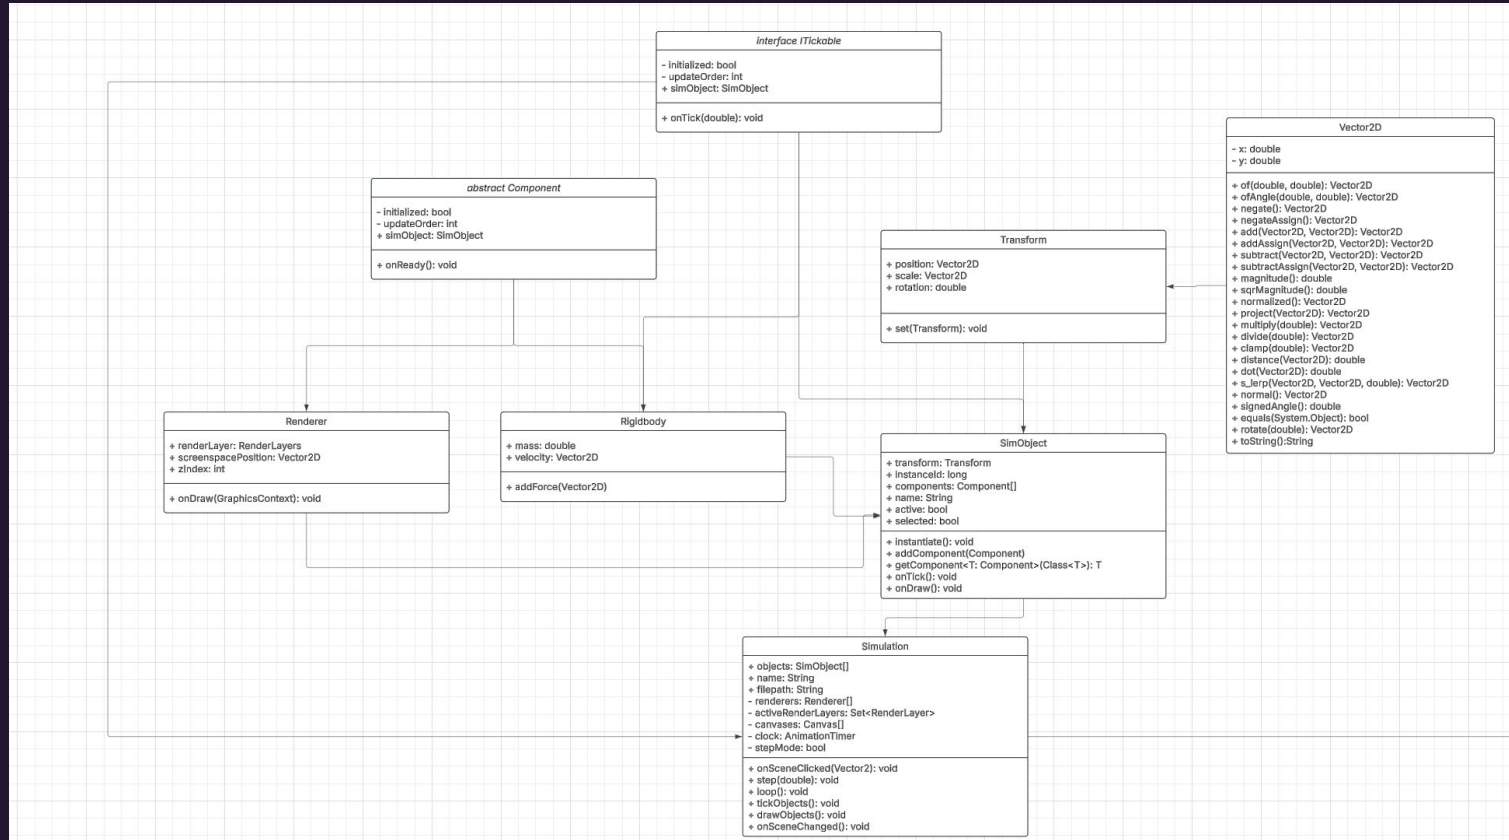 interface ITickable
- initialized: bool
- updateOrder: int
+ simObject: SimObject
+ onTick(double): void
abstract Component
- initialized: bool
- updateOrder: int
+ simObject: SimObject
+ onReady(): void
Vector2D
- x: double
- y: double
+ of(double, double): Vector2D
+ ofAngle(double, double): Vector2D
+ negate(): Vector2D
+ negateAssign(): Vector2D
+ add(Vector2D, Vector2D): Vector2D
+ addAssign(Vector2D, Vector2D): Vector2D
+ subtract(Vector2D, Vector2D): Vector2D
+ subtractAssign(Vector2D, Vector2D): Vector2D
+ magnitude(): double
+ sqrMagnitude(): double
+ normalized(): Vector2D
+ project(Vector2D): Vector2D
+ multiply(double): Vector2D
+ divide(double): Vector2D
+ clamp(double): Vector2D
+ distance(Vector2D): double
+ dot(Vector2D): double
+ s_lerp(Vector2D, Vector2D, double): Vector2D
+ normal(): Vector2D
+ signedAngle(): double
+ equals(System.Object): bool
+ rotate(double): Vector2D
+ toString():String
Transform
+ position: Vector2D
+ scale: Vector2D
+ rotation: double
+ set(Transform): void
Renderer
+ renderLayer: RenderLayers
+ screenspacePosition: Vector2D
+ zIndex: int
+ onDraw(GraphicsContext): void
Rigidbody
+ mass: double
+ velocity: Vector2D
+ addForce(Vector2D)
SimObject
+ transform: Transform
+ instanceId: long
+ components: Component[]
+ name: String
+ active: bool
+ selected: bool
+ instantiate(): void
+ addComponent(Component)
+ getComponent<T: Component>(Class<T>): T
+ onTick(): void
+ onDraw(): void
Simulation
+ objects: SimObject[]
+ name: String
+ filepath: String
- renderers: Renderer[]
- activeRenderLayers: Set<RenderLayer>
- canvases: Canvas[]
- clock: AnimationTimer
- stepMode: bool
+ onSceneClicked(Vector2): void
+ step(double): void
+ loop(): void
+ tickObjects(): void
+ drawObjects(): void
+ onSceneChanged(): void